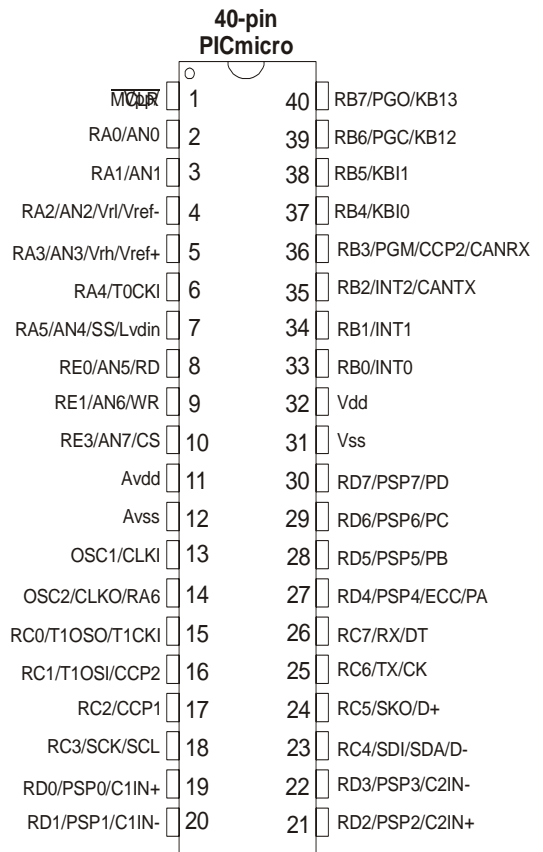 40-pin
PICmicro
1
40 RB7/PGO/KB13
RA0/AN0 2
39 RB6/PGC/KB12
RA1/AN1 3
38 RB5/KBI1
RA2/AN2/Vrl/Vref- 4
37 RB4/KBI0
RA3/AN3/Vrh/Vref+ 5
36 RB3/PGM/CCP2/CANRX
RA4/T0CKI 6
35 RB2/INT2/CANTX
RA5/AN4/SS/Lvdin 7
34 RB1/INT1
RE0/AN5/RD 8
33 RB0/INT0
RE1/AN6/WR 9
32 Vdd
RE3/AN7/CS 10
31 Vss
Avdd 11
30 RD7/PSP7/PD
Avss 12
29 RD6/PSP6/PC
OSC1/CLKI 13
28 RD5/PSP5/PB
OSC2/CLKO/RA6 14
27 RD4/PSP4/ECC/PA
RC0/T1OSO/T1CKI 15
26 RC7/RX/DT
RC1/T1OSI/CCP2 16
25 RC6/TX/CK
RC2/CCP1 17
24 RC5/SKO/D+
RC3/SCK/SCL 18
23 RC4/SDI/SDA/D-
RD0/PSP0/C1IN+ 19
22 RD3/PSP3/C2IN-
RD1/PSP1/C1IN- 20
21 RD2/PSP2/C2IN+